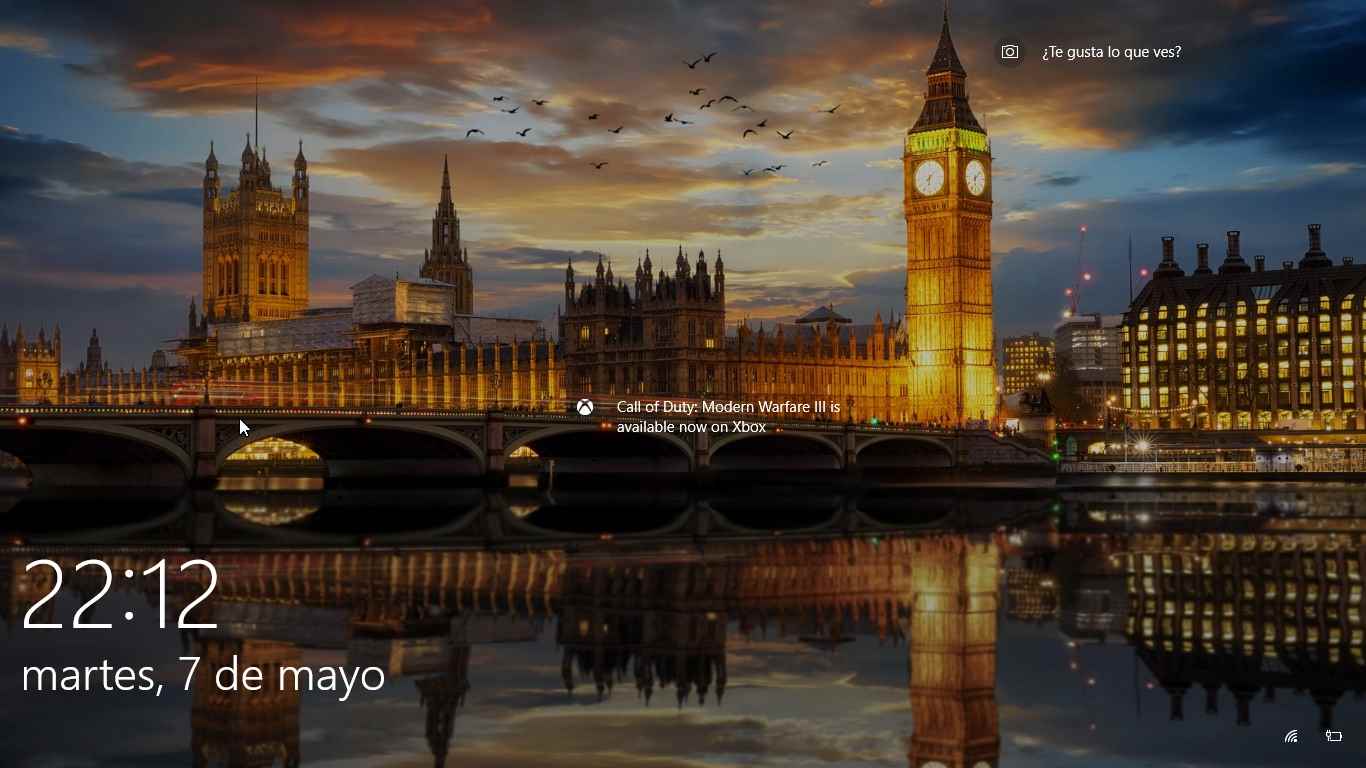 ¿Te gusta lo que ves?
Call of Duty: Modern Warfare III is
available now on Xbox
22:12
martes, 7 de mayo